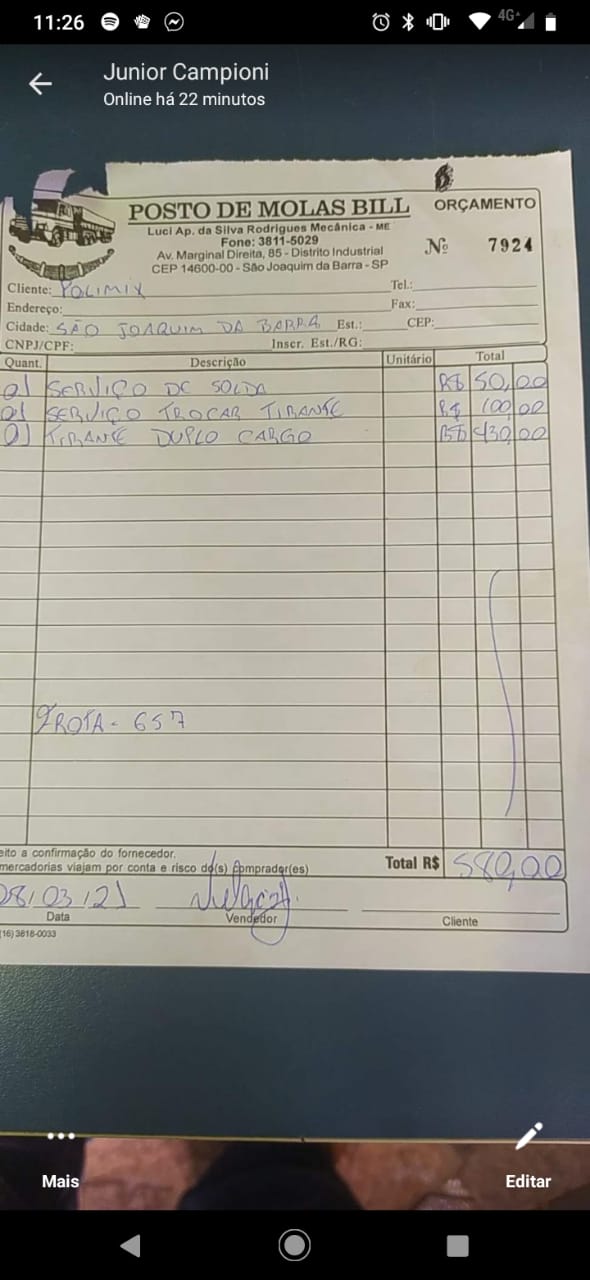 11:26
4G
Junior Campioni
Online há 22 minutos
POSTO DE MOLAS BILL
ORÇAMENTO
Luci Ap. da Silva Rodrigues Mecânica - ME
Fone: 3811-5029
Nº 7924
Av. Marginal Direita, 85 - Distrito Industrial
CEP 14600-00 - São Joaquim da Barra - SP
Cliente: POLIMIX Tel.:
Endereço: Fax:
Cidade: SÃO JOAQUIM DA BARRA Est.: CEP:
CNPJ/CPF: Inscr. Est./RG:
Quant. Descrição Unitário Total
01 SERVIÇO DE SOLDA R$ 50,00
01 SERVIÇO TROCAR TIRANTE R$ 100,00
01 TIRANTE DUPLO CARGO R$ 430,00
FROTA - 657
eito a confirmação do fornecedor.
mercadorias viajam por conta e risco do(s) comprador(es)
Total R$ 580,00
08/03/21
Data Vendedor Cliente
(16) 3818-0033
Mais Editar